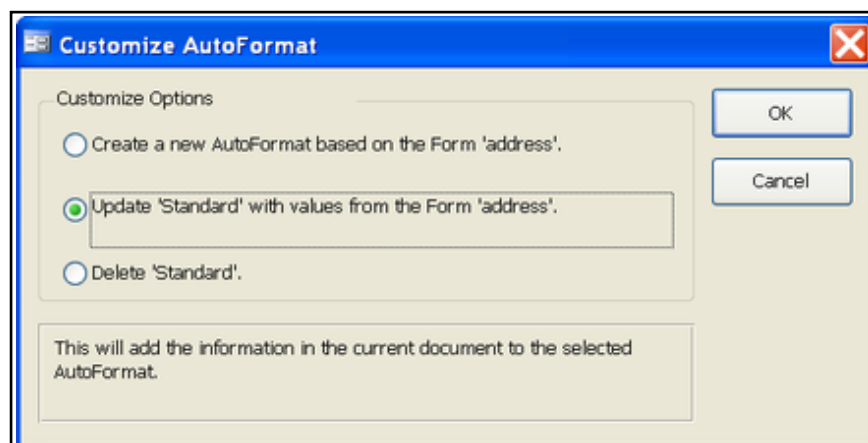 Customize AutoFormat
Customize Options
Create a new AutoFormat based on the Form 'address'.
OK
Update 'Standard' with values from the Form 'address'.
Cancel
Delete 'Standard'.
This will add the information in the current document to the selected
AutoFormat.